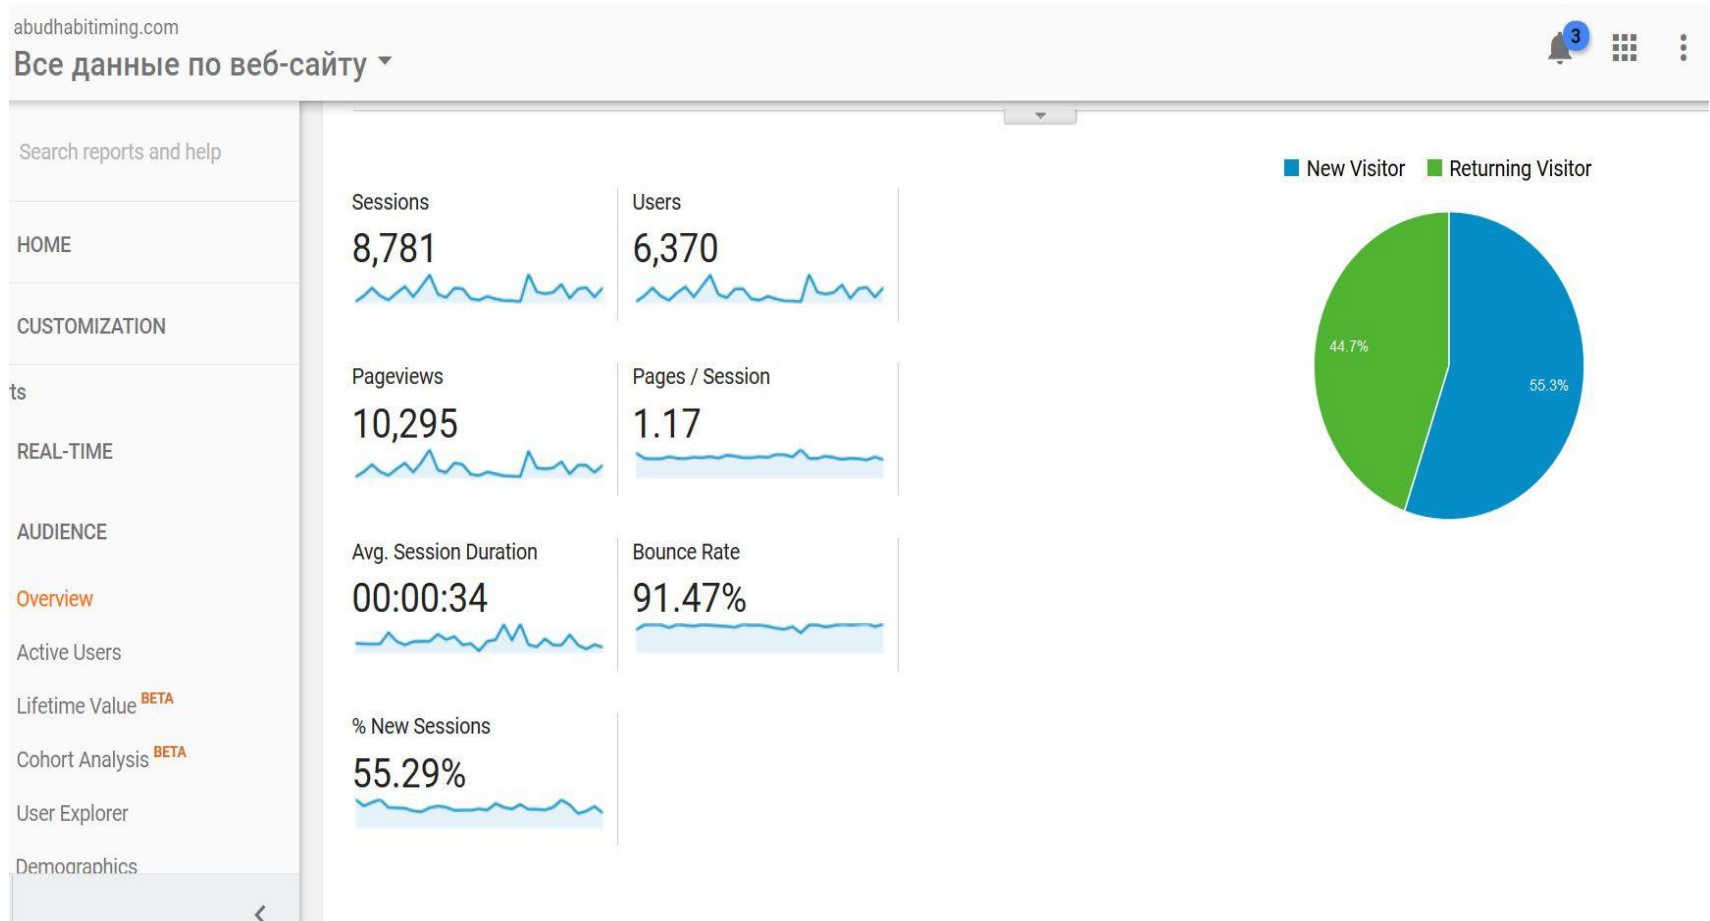 abudhabitiming.com
Все данные по веб-сайту
3
Search reports and help
HOME
CUSTOMIZATION
ts
REAL-TIME
AUDIENCE
Overview
Active Users
Lifetime Value BETA
Cohort Analysis BETA
User Explorer
Demographics
Sessions
8,781
Users
6,370
Pageviews
10,295
Pages / Session
1.17
Avg. Session Duration
00:00:34
Bounce Rate
91.47%
% New Sessions
55.29%
New Visitor
Returning Visitor
44.7%
55.3%